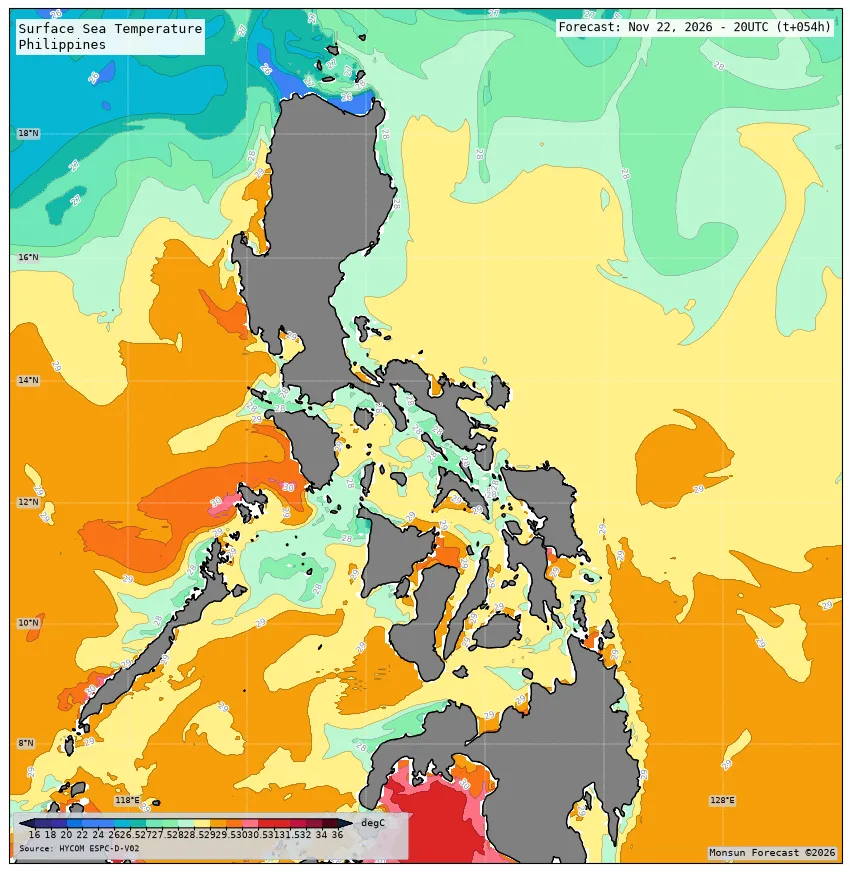 Surface Sea Temperature
Philippines
Forecast: Nov 22, 2026 - 20UTC (t+054h)
18°N
16°N
14°N
12°N
10°N
8°N
118°E
128°E
degC
16 18 20 22 24 26 26.5 27 27.5 28 28.5 29 29.5 30 30.5 31 31.5 32 34 36
Source: HYCOM ESPC-D-V02
Monsun Forecast ©2026